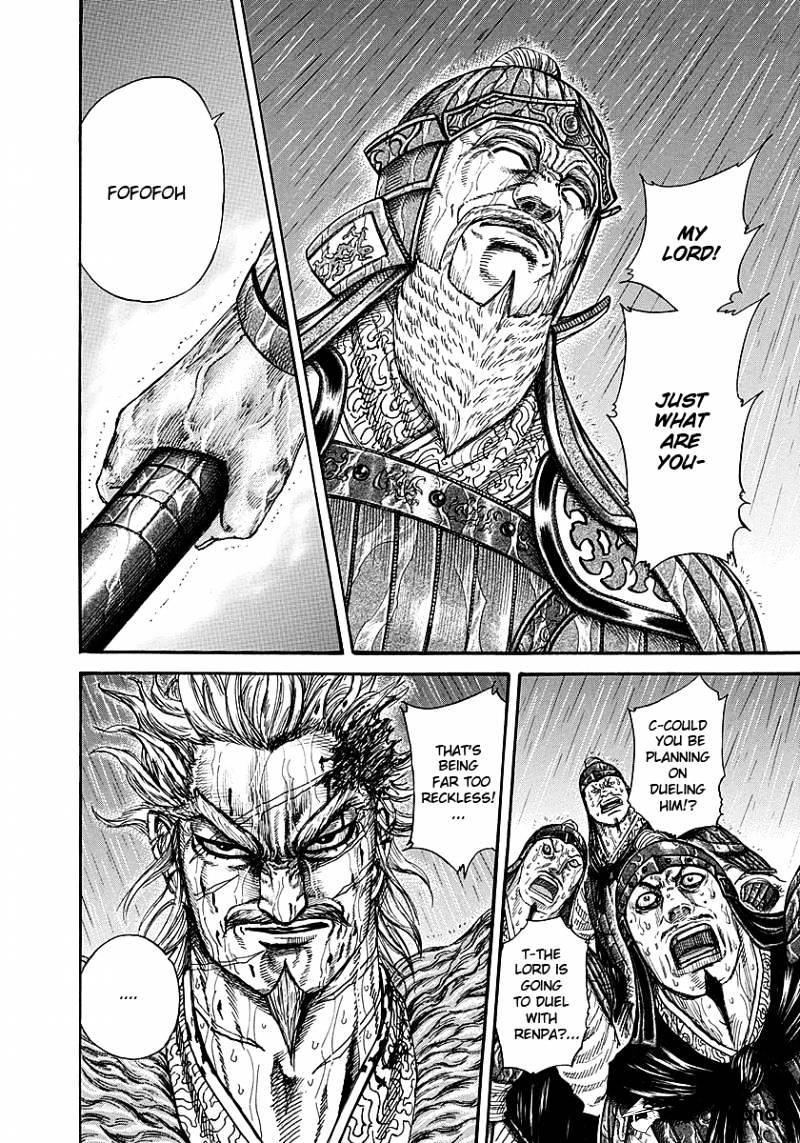 MY
LORD!
JUST
WHAT
ARE
YOU-
FOFOFOH
C-COULD
YOU BE
PLANNING
ON
DUELING
HIM!?
T-THE
LORD IS
GOING
TO DUEL
WITH
RENPA?...
THAT'S
BEING
FAR TOO
RECKLESS!
...
....